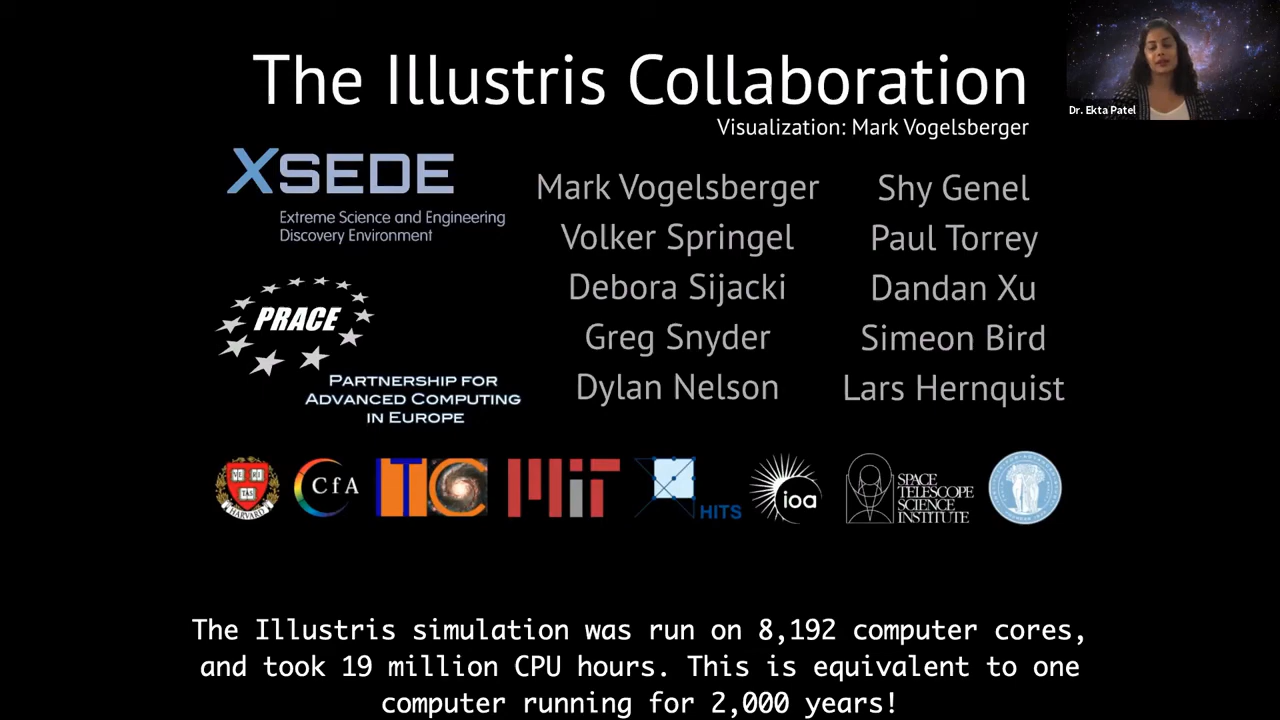 The Illustris Collaboration
Visualization: Mark Vogelsberger
Dr. Ekta Patel
XSEDE
Extreme Science and Engineering
Discovery Environment
PRACE
PARTNERSHIP FOR
ADVANCED COMPUTING
IN EUROPE
Mark Vogelsberger
Volker Springel
Debora Sijacki
Greg Snyder
Dylan Nelson
Shy Genel
Paul Torrey
Dandan Xu
Simeon Bird
Lars Hernquist
HARVARD
CfA
ITC
MIT
HITS
ioa
SPACE
TELESCOPE
SCIENCE
INSTITUTE
The Illustris simulation was run on 8,192 computer cores,
and took 19 million CPU hours. This is equivalent to one
computer running for 2,000 years!